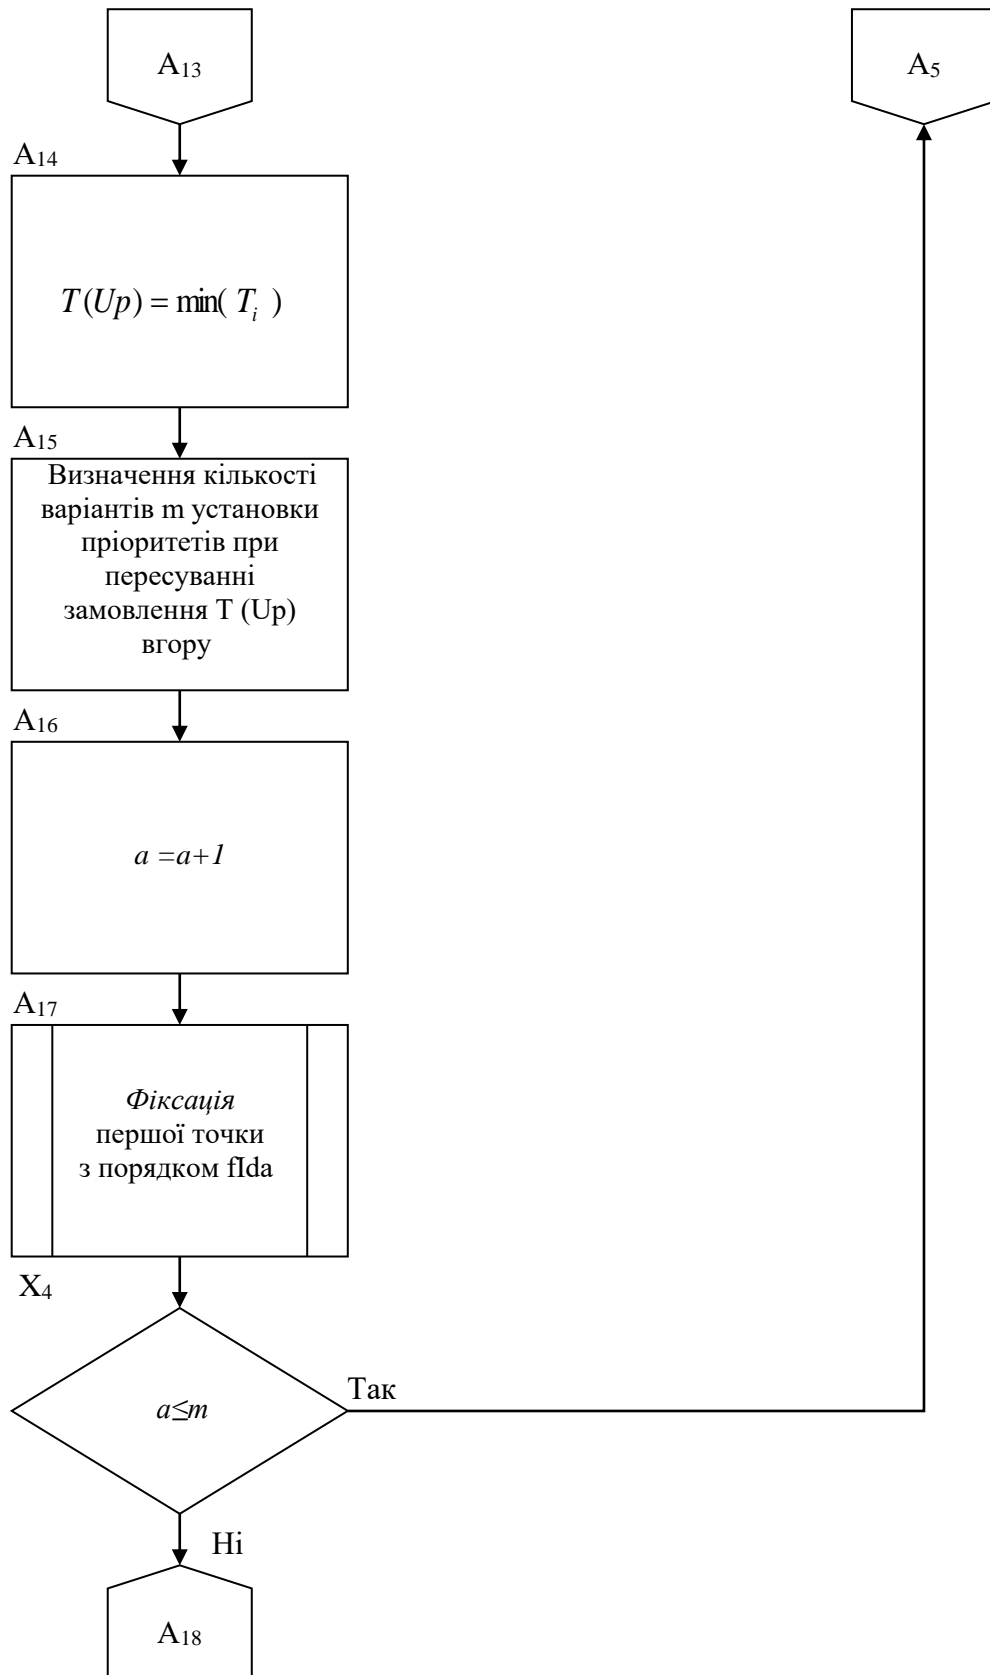 A₁₃
A₅
A₁₄
T(Up) = min( Tᵢ )
A₁₅
Визначення кількості
варіантів m установки
пріоритетів при
пересуванні
замовлення T (Up)
вгору
A₁₆
a =a+1
A₁₇
Фіксація
першої точки
з порядком fIda
X₄
a≤m
Так
Ні
A₁₈